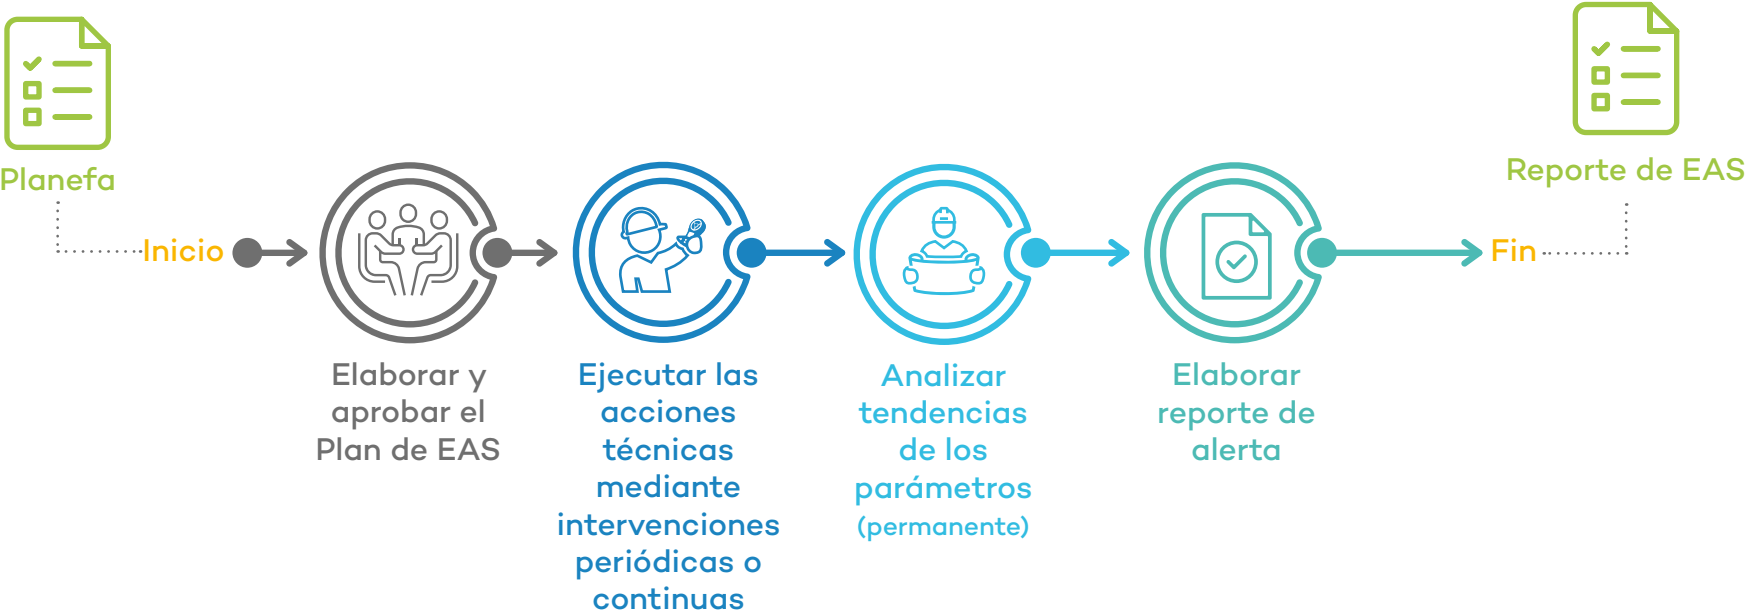 Planefa
Inicio
Elaborar y
aprobar el
Plan de EAS
Ejecutar las
acciones
técnicas
mediante
intervenciones
periódicas o
continuas
Analizar
tendencias
de los
parámetros
(permanente)
Elaborar
reporte de
alerta
Fin
Reporte de EAS